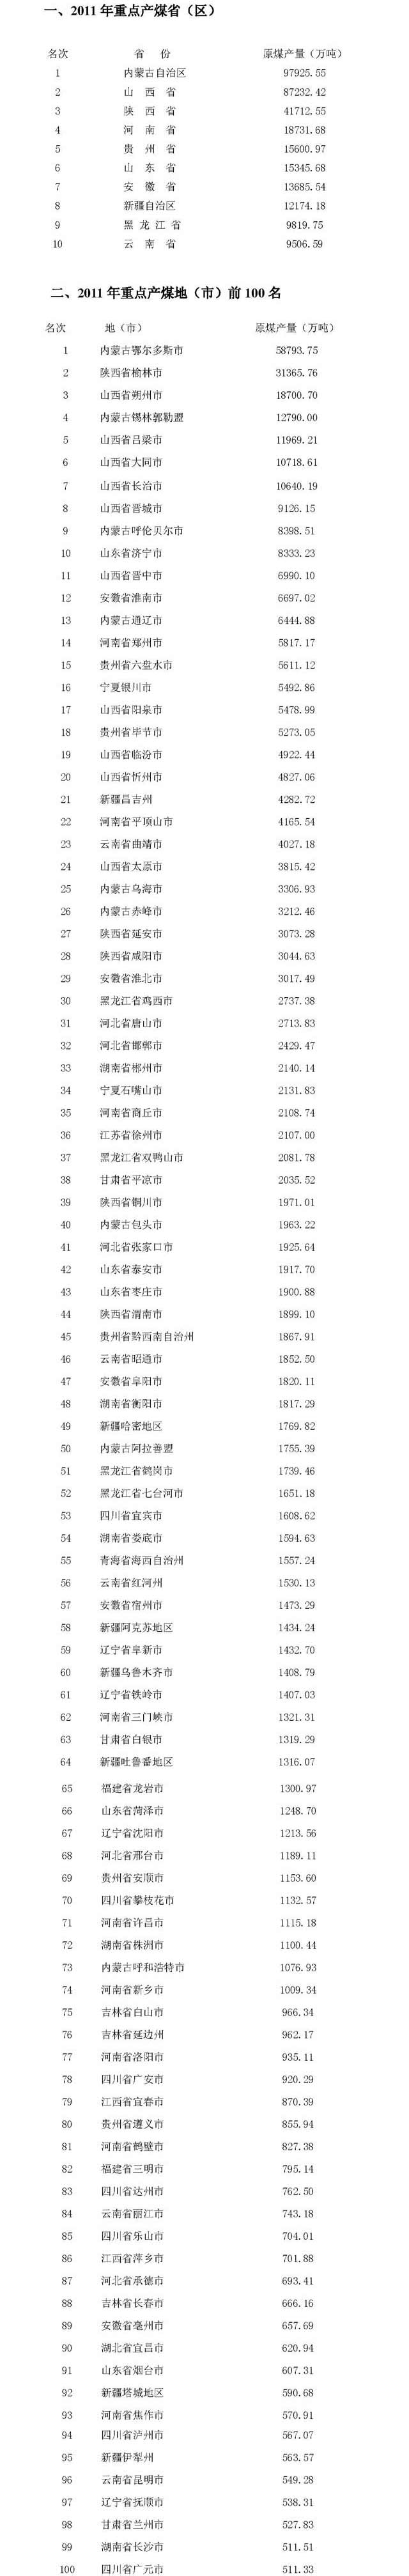 一、2011 年重点产煤省（区）
名次 省 份 原煤产量（万吨）
1 内蒙古自治区 97925.55
2 山 西 省 87232.42
3 陕 西 省 41712.55
4 河 南 省 18731.68
5 贵 州 省 15600.97
6 山 东 省 15345.68
7 安 徽 省 13685.54
8 新疆自治区 12174.18
9 黑 龙 江 省 9819.75
10 云 南 省 9506.59
二、2011 年重点产煤地（市）前 100 名
名次 地（市） 原煤产量（万吨）
1 内蒙古鄂尔多斯市 58793.75
2 陕西省榆林市 31365.76
3 山西省朔州市 18700.70
4 内蒙古锡林郭勒盟 12790.00
5 山西省吕梁市 11969.21
6 山西省大同市 10718.61
7 山西省长治市 10640.19
8 山西省晋城市 9126.15
9 内蒙古呼伦贝尔市 8398.51
10 山东省济宁市 8333.23
11 山西省晋中市 6990.10
12 安徽省淮南市 6697.02
13 内蒙古通辽市 6444.88
14 河南省郑州市 5817.17
15 贵州省六盘水市 5611.12
16 宁夏银川市 5492.86
17 山西省阳泉市 5478.99
18 贵州省毕节市 5273.05
19 山西省临汾市 4922.44
20 山西省忻州市 4827.06
21 新疆昌吉州 4282.72
22 河南省平顶山市 4165.54
23 云南省曲靖市 4027.18
24 山西省太原市 3815.42
25 内蒙古乌海市 3306.93
26 内蒙古赤峰市 3212.46
27 陕西省延安市 3073.28
28 陕西省咸阳市 3044.63
29 安徽省淮北市 3017.49
30 黑龙江省鸡西市 2737.38
31 河北省唐山市 2713.83
32 河北省邯郸市 2429.47
33 湖南省郴州市 2140.14
34 宁夏石嘴山市 2131.83
35 河南省商丘市 2108.74
36 江苏省徐州市 2107.00
37 黑龙江省双鸭山市 2081.78
38 甘肃省平凉市 2035.52
39 陕西省铜川市 1971.01
40 内蒙古包头市 1963.22
41 河北省张家口市 1925.64
42 山东省泰安市 1917.70
43 山东省枣庄市 1900.88
44 陕西省渭南市 1899.10
45 贵州省黔西南自治州 1867.91
46 云南省昭通市 1852.50
47 安徽省阜阳市 1820.11
48 湖南省衡阳市 1817.29
49 新疆哈密地区 1769.82
50 内蒙古阿拉善盟 1755.39
51 黑龙江省鹤岗市 1739.46
52 黑龙江省七台河市 1651.18
53 四川省宜宾市 1608.62
54 湖南省娄底市 1594.63
55 青海省海西自治州 1557.24
56 云南省红河州 1530.13
57 安徽省宿州市 1473.29
58 新疆阿克苏地区 1434.24
59 辽宁省阜新市 1432.70
60 新疆乌鲁木齐市 1408.79
61 辽宁省铁岭市 1407.03
62 河南省三门峡市 1321.31
63 甘肃省白银市 1319.29
64 新疆吐鲁番地区 1316.07
65 福建省龙岩市 1300.97
66 山东省菏泽市 1248.70
67 辽宁省沈阳市 1213.56
68 河北省邢台市 1189.11
69 贵州省安顺市 1153.60
70 四川省攀枝花市 1132.57
71 河南省许昌市 1115.18
72 湖南省株洲市 1100.44
73 内蒙古呼和浩特市 1076.93
74 河南省新乡市 1009.34
75 吉林省白山市 966.34
76 吉林省延边州 962.17
77 河南省洛阳市 935.11
78 四川省广安市 920.29
79 江西省宜春市 870.39
80 贵州省遵义市 855.94
81 河南省鹤壁市 827.38
82 福建省三明市 795.14
83 四川省达州市 762.50
84 云南省丽江市 743.18
85 四川省乐山市 704.01
86 江西省萍乡市 701.88
87 河北省承德市 693.41
88 吉林省长春市 666.16
89 安徽省亳州市 657.69
90 湖北省宜昌市 620.94
91 山东省烟台市 607.31
92 新疆塔城地区 590.68
93 河南省焦作市 570.91
94 四川省泸州市 567.07
95 新疆伊犁州 563.57
96 云南省昆明市 549.28
97 辽宁省抚顺市 538.31
98 甘肃省兰州市 527.83
99 湖南省长沙市 511.51
100 四川省广元市 511.33